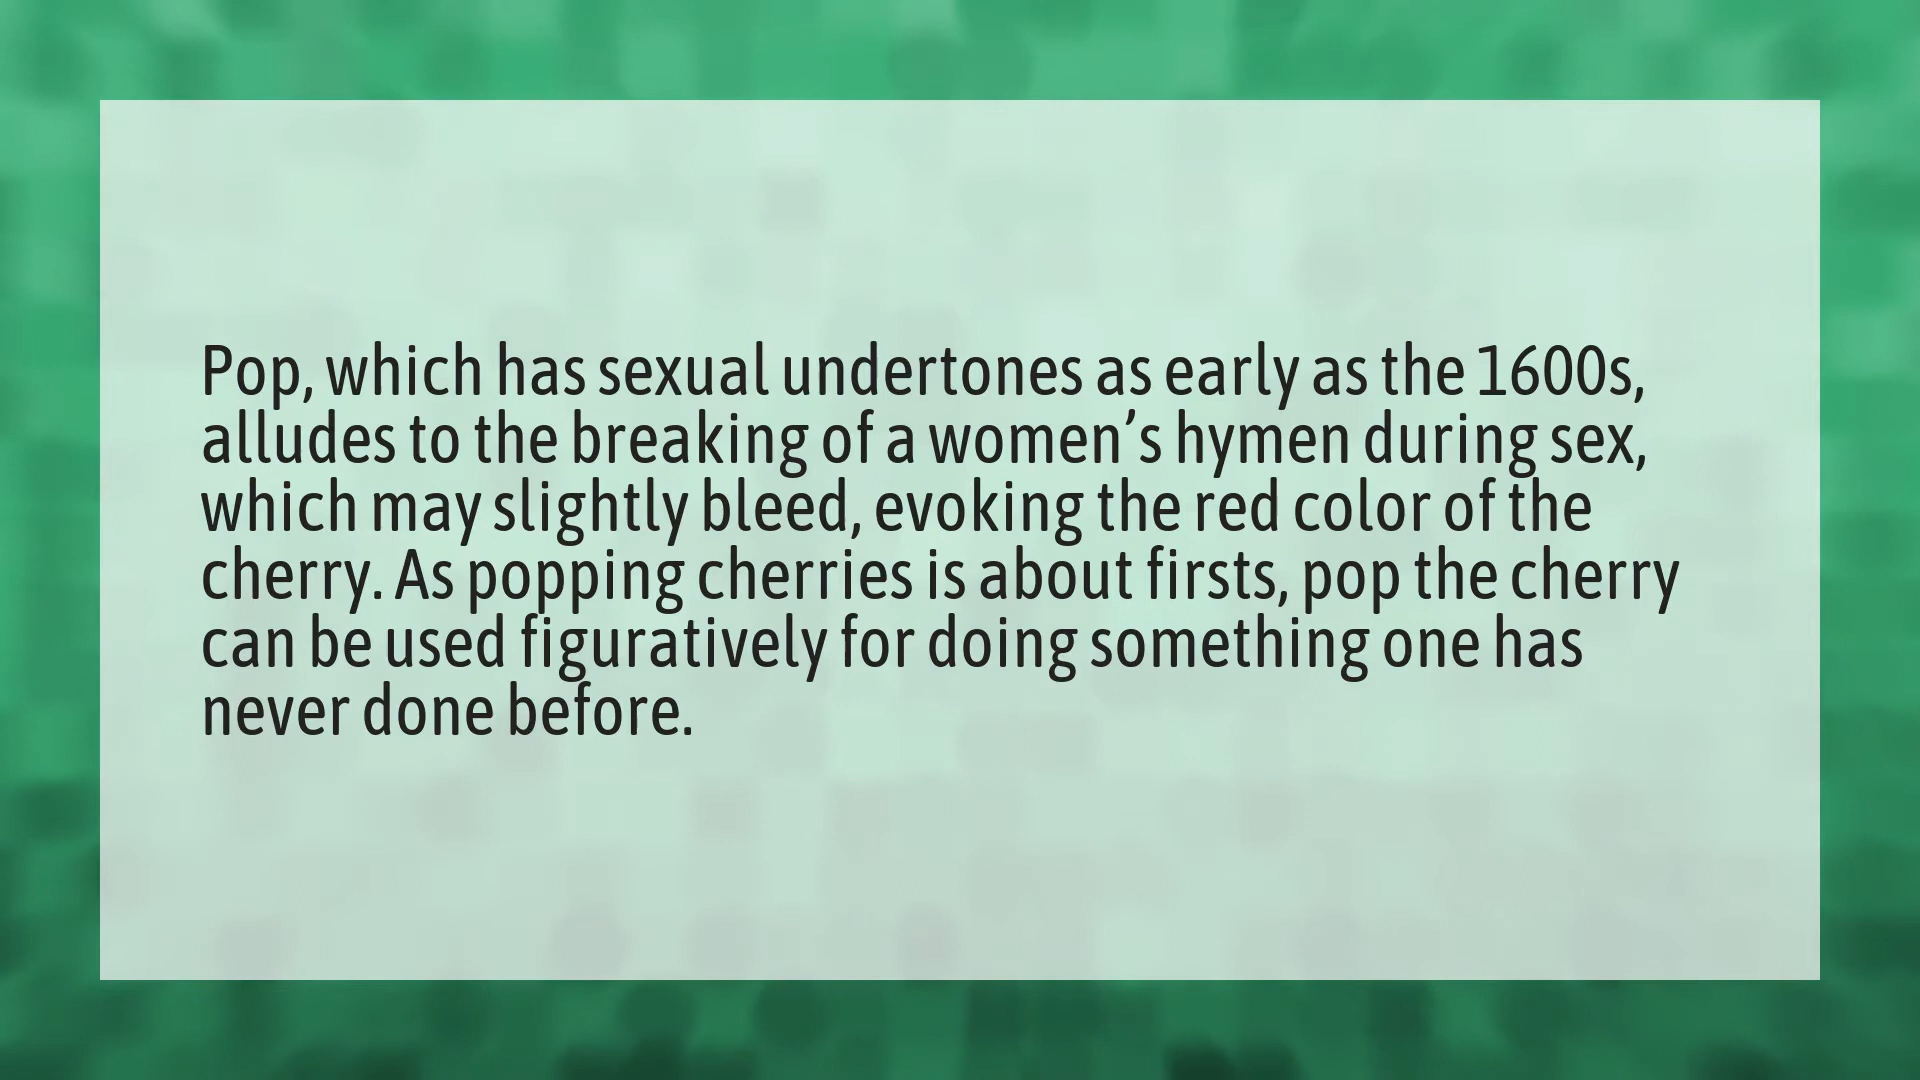 Pop, which has sexual undertones as early as the 1600s,
alludes to the breaking of a women’s hymen during sex,
which may slightly bleed, evoking the red color of the
cherry. As popping cherries is about firsts, pop the cherry
can be used figuratively for doing something one has
never done before.